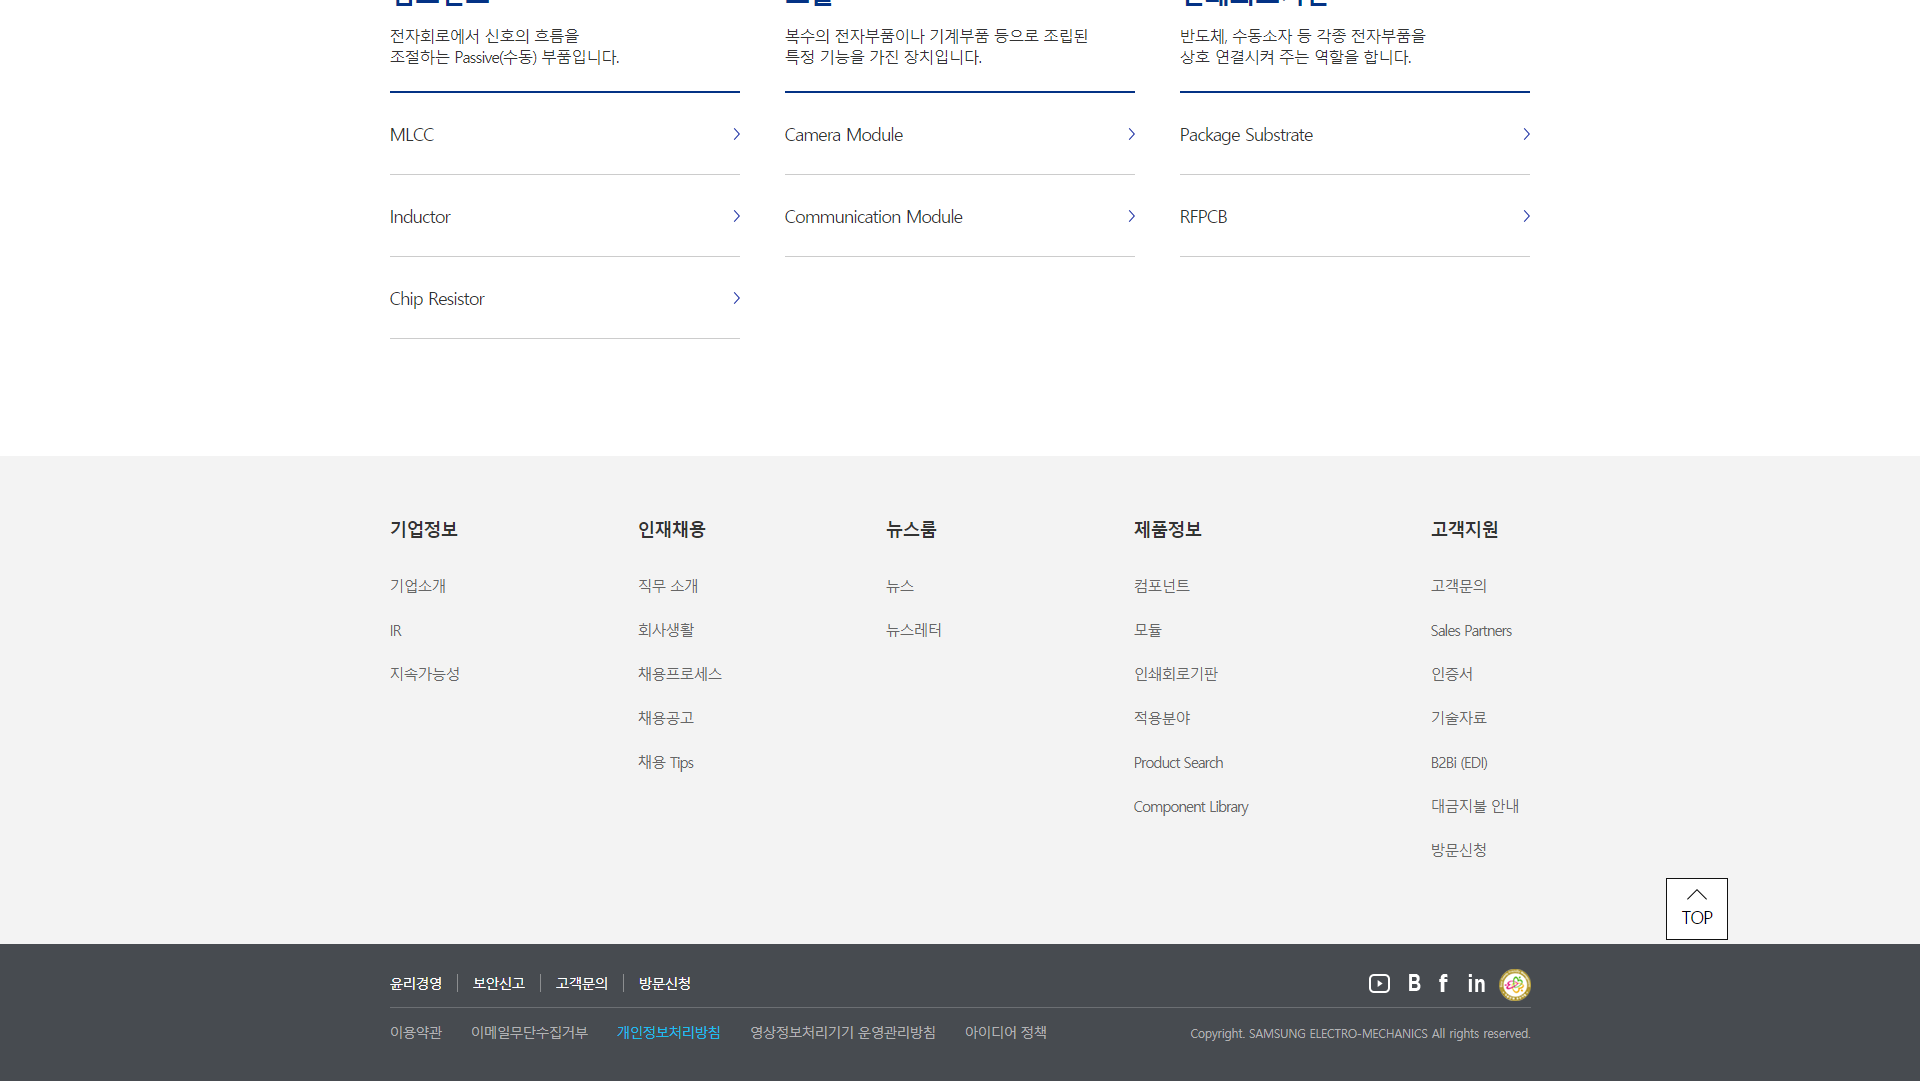 전자회로에서 신호의 흐름을
조절하는 Passive(수동) 부품입니다.
복수의 전자부품이나 기계부품 등으로 조립된
특정 기능을 가진 장치입니다.
반도체, 수동소자 등 각종 전자부품을
상호 연결시켜 주는 역할을 합니다.
MLCC
Inductor
Chip Resistor
Camera Module
Communication Module
Package Substrate
RFPCB
기업정보
기업소개
IR
지속가능성
인재채용
직무 소개
회사생활
채용프로세스
채용공고
채용 Tips
뉴스룸
뉴스
뉴스레터
제품정보
컴포넌트
모듈
인쇄회로기판
적용분야
Product Search
Component Library
고객지원
고객문의
Sales Partners
인증서
기술자료
B2Bi (EDI)
대금지불 안내
방문신청
TOP
윤리경영 보안신고 고객문의 방문신청
B f in
이용약관 이메일무단수집거부 개인정보처리방침 영상정보처리기기 운영관리방침 아이디어 정책
Copyright. SAMSUNG ELECTRO-MECHANICS All rights reserved.